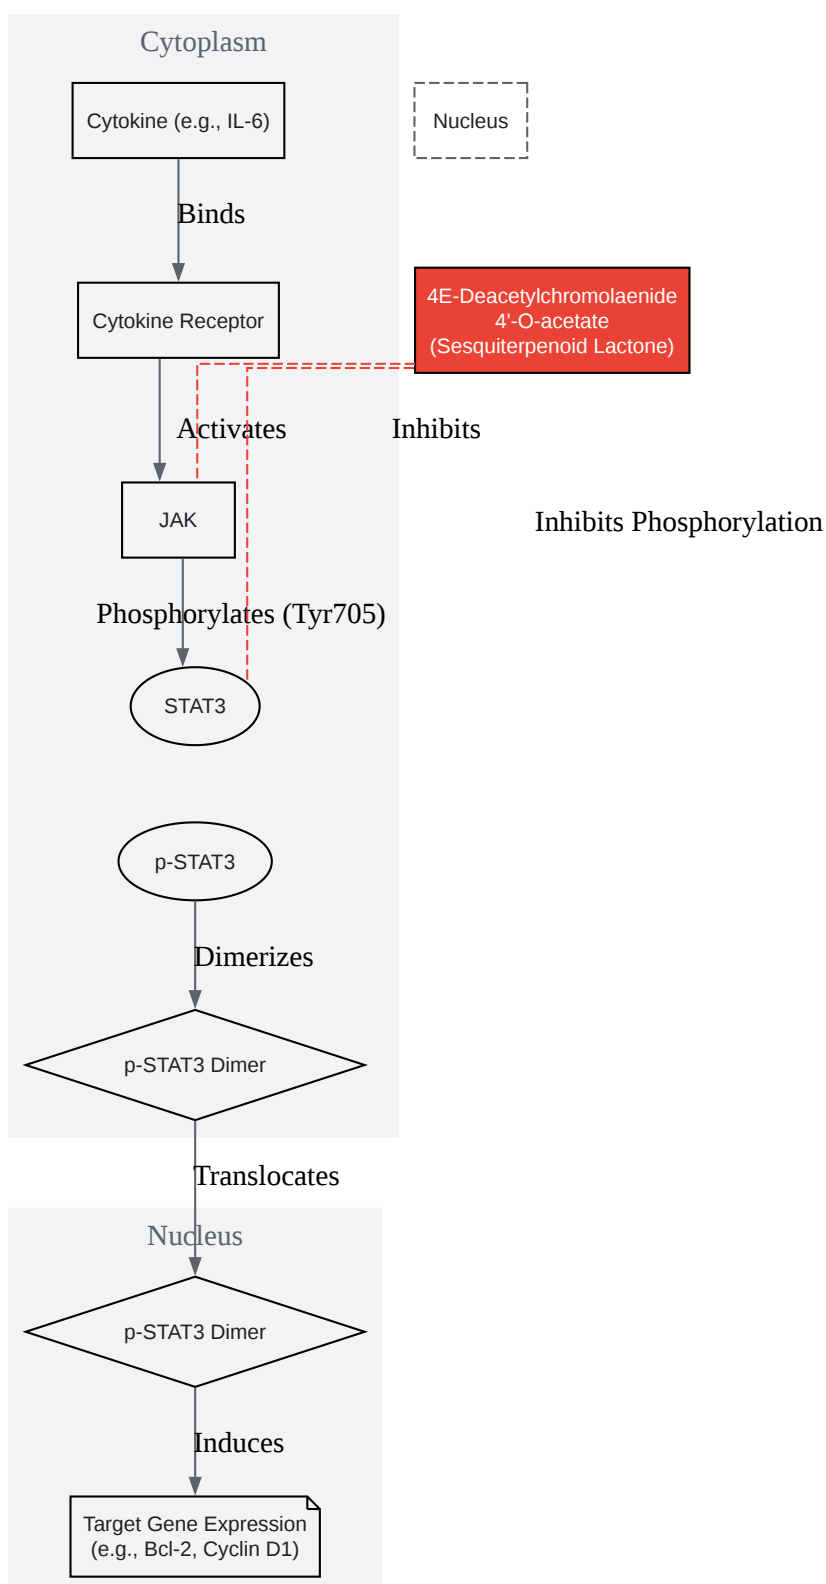 Cytoplasm
Cytokine (e.g., IL-6)
Nucleus
Binds
Cytokine Receptor
4E-Deacetylchromolaenide
4'-O-acetate
(Sesquiterpenoid Lactone)
Activates
Inhibits
JAK
Inhibits Phosphorylation
Phosphorylates (Tyr705)
STAT3
p-STAT3
Dimerizes
p-STAT3 Dimer
Translocates
Nucleus
p-STAT3 Dimer
Induces
Target Gene Expression
(e.g., Bcl-2, Cyclin D1)